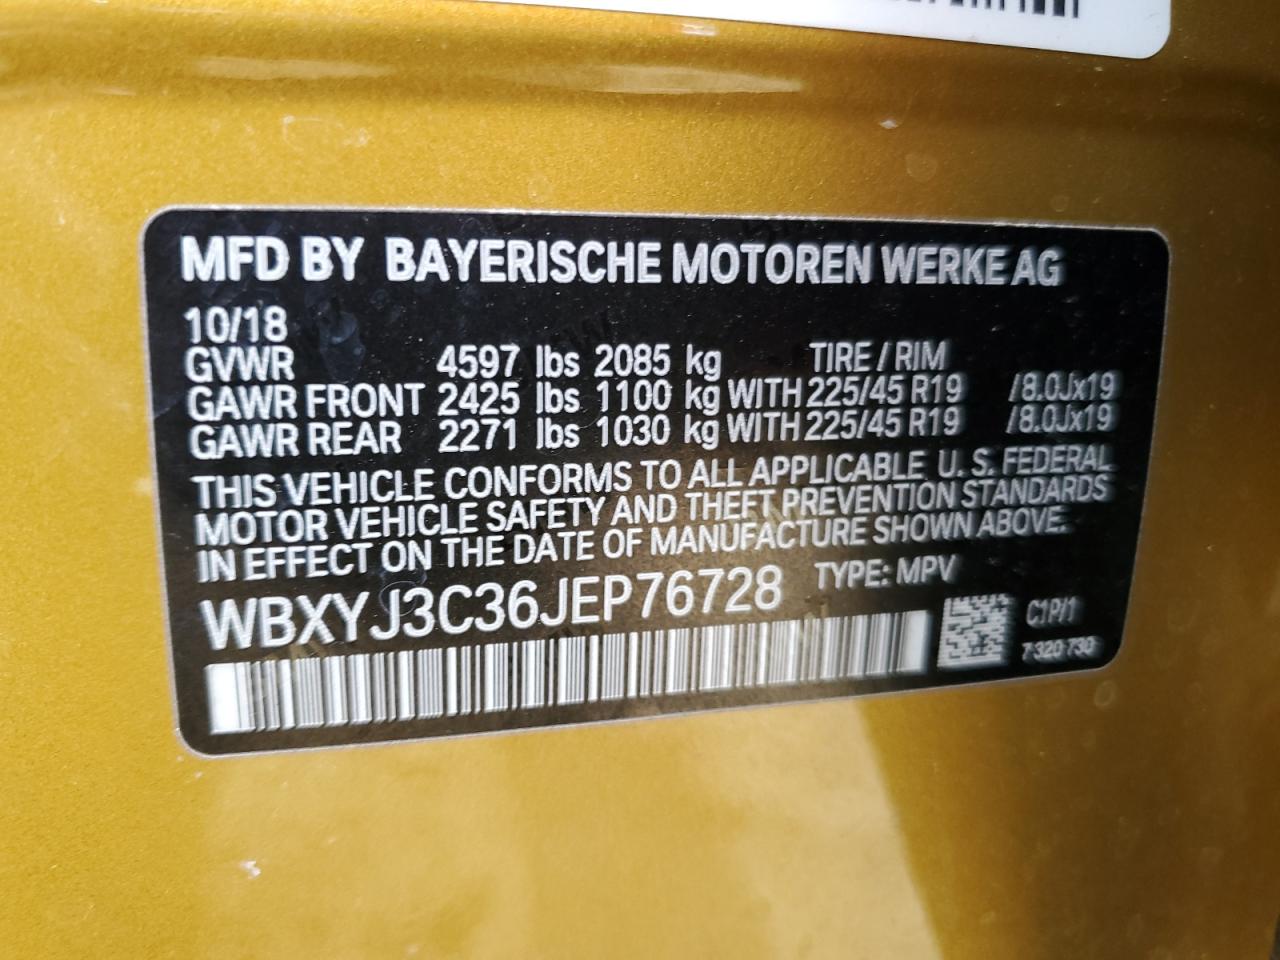 MFD BY BAYERISCHE MOTOREN WERKE AG
10/18
GVWR 4597 lbs 2085 kg TIRE / RIM
GAWR FRONT 2425 lbs 1100 kg WITH 225/45 R19 /8.0Jx19
GAWR REAR 2271 lbs 1030 kg WITH 225/45 R19 /8.0Jx19
THIS VEHICLE CONFORMS TO ALL APPLICABLE U. S. FEDERAL
MOTOR VEHICLE SAFETY AND THEFT PREVENTION STANDARDS
IN EFFECT ON THE DATE OF MANUFACTURE SHOWN ABOVE.
WBXYJ3C36JEP76728 TYPE: MPV
C1P/1
7 320 730